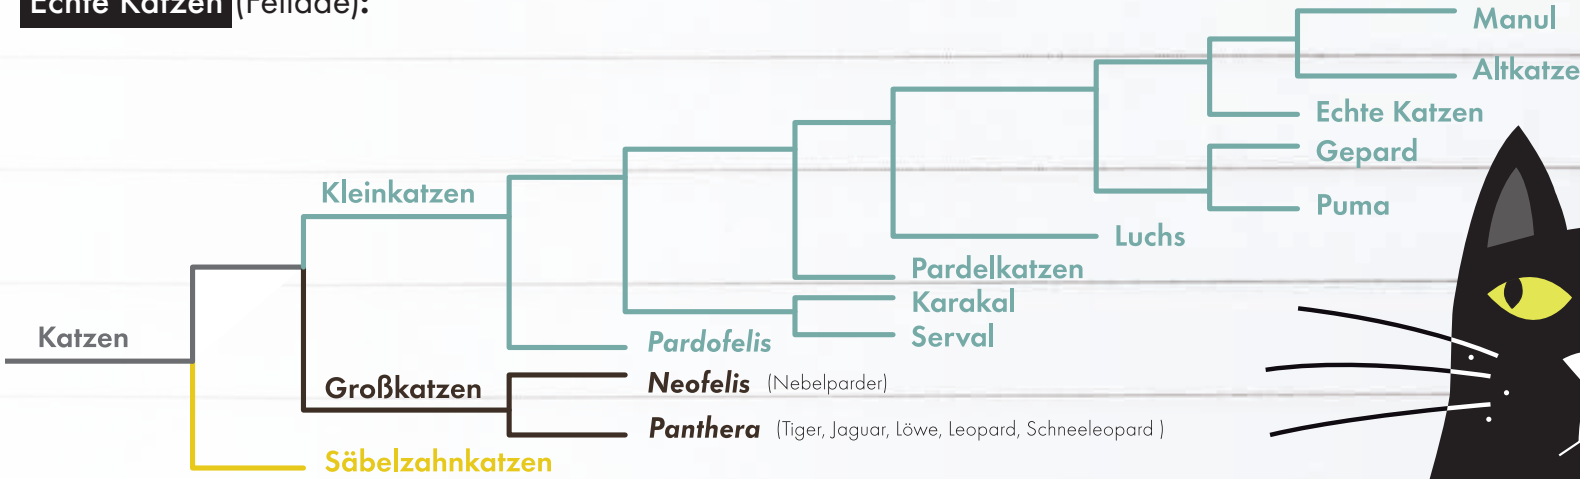 Echte Katzen (Feliade):
Manul
Altkatze
Echte Katzen
Gepard
Puma
Kleinkatzen
Luchs
Pardelkatzen
Karakal
Serval
Katzen
Pardofelis
Großkatzen
Neofelis (Nebelparder)
Panthera (Tiger, Jaguar, Löwe, Leopard, Schneeleopard )
Säbelzahnkatzen